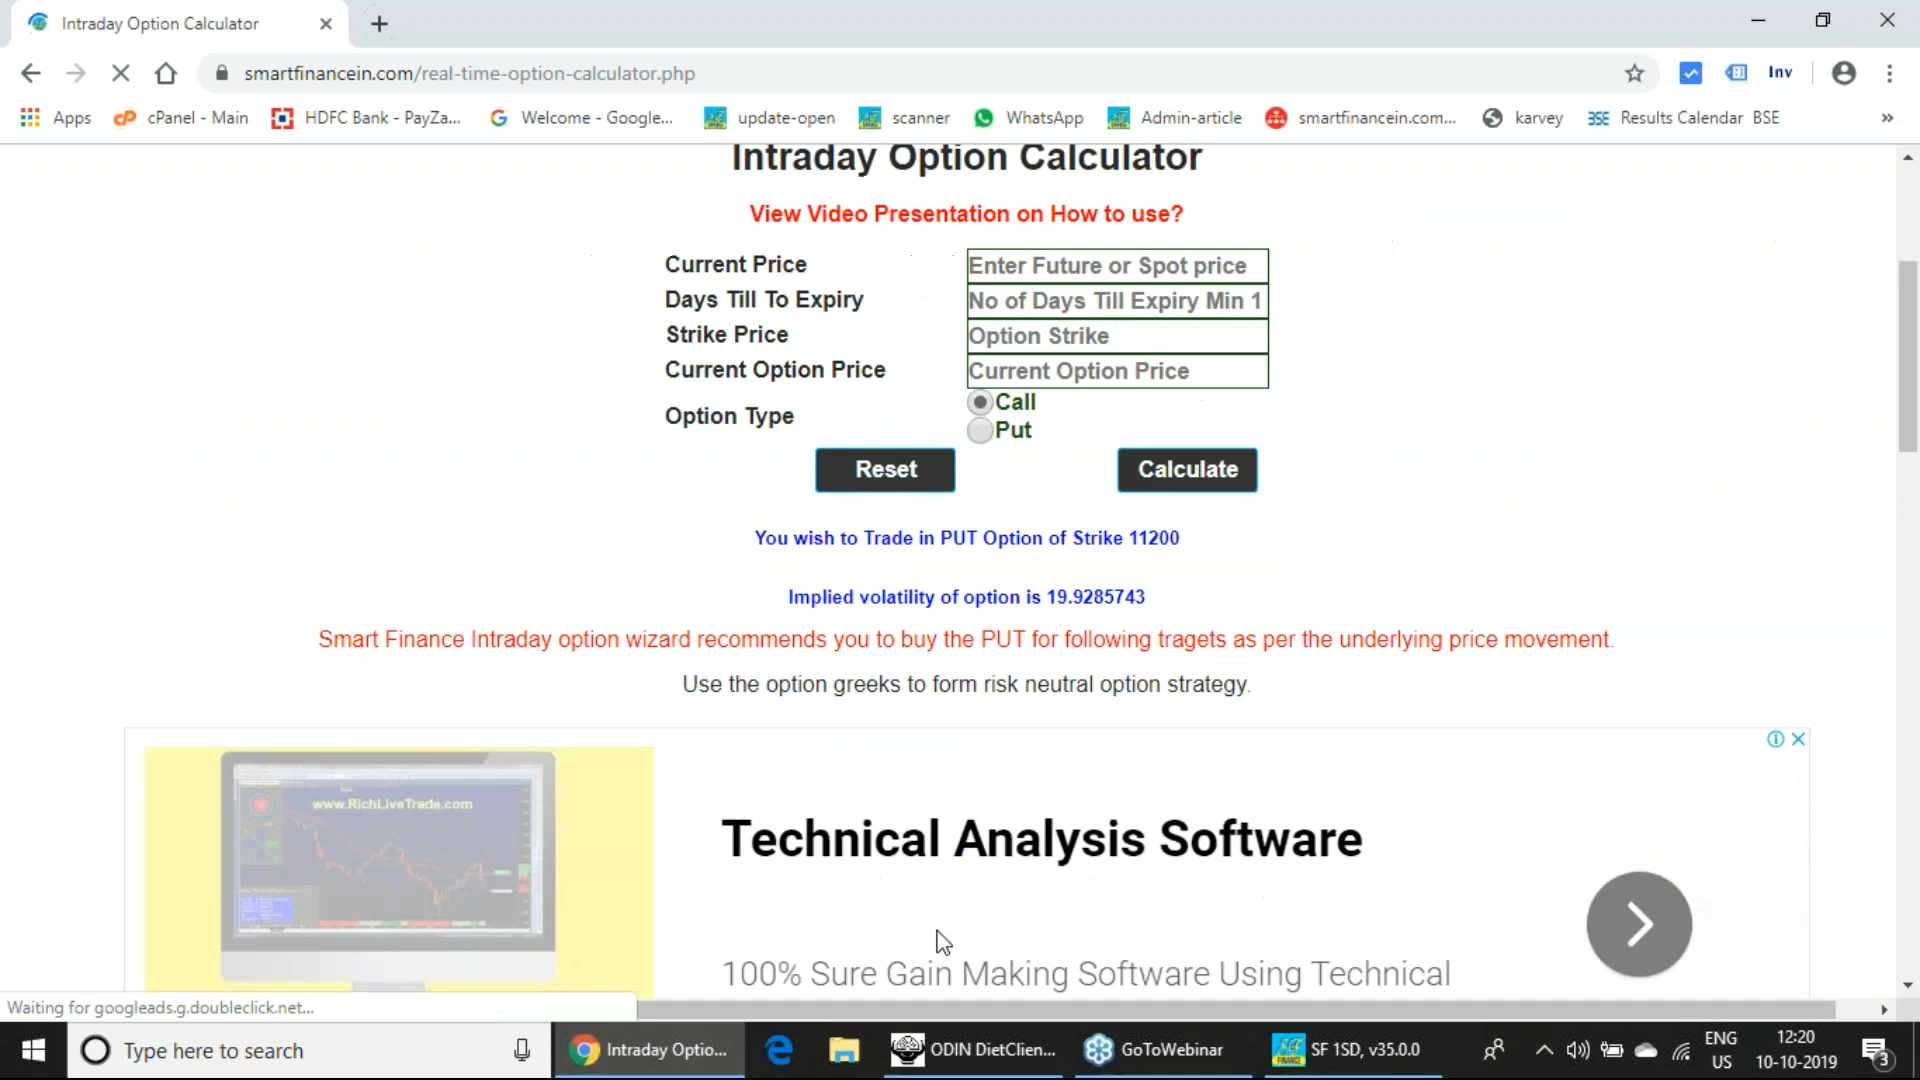 Intraday Option Calculator
smartfinancein.com/real-time-option-calculator.php
Inv
Apps
cPanel - Main
HDFC Bank - PayZa...
Welcome - Google...
update-open
scanner
WhatsApp
Admin-article
smartfinancein.com...
karvey
Results Calendar BSE
Intraday Option Calculator
View Video Presentation on How to use?
Current Price
Enter Future or Spot price
Days Till To Expiry
No of Days Till Expiry Min 1
Strike Price
Option Strike
Current Option Price
Current Option Price
Option Type
Call
Put
Reset
Calculate
You wish to Trade in PUT Option of Strike 11200
Implied volatility of option is 19.9285743
Smart Finance Intraday option wizard recommends you to buy the PUT for following tragets as per the underlying price movement.
Use the option greeks to form risk neutral option strategy.
www.RichLiveTrade.com
Technical Analysis Software
100% Sure Gain Making Software Using Technical
Waiting for googleads.g.doubleclick.net...
Type here to search
Intraday Optio...
ODIN DietClien...
GoToWebinar
SF 1SD, v35.0.0
ENG
US
12:20
10-10-2019
3